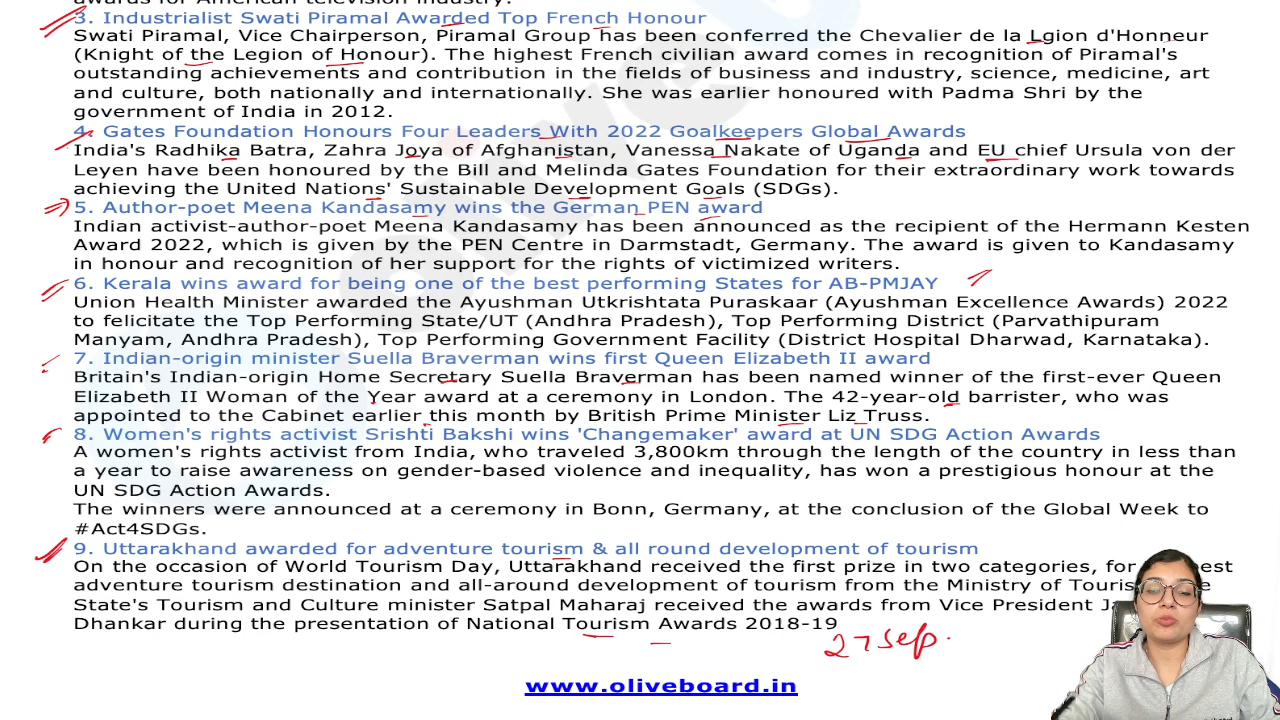 awards for American television industry.
3. Industrialist Swati Piramal Awarded Top French Honour
Swati Piramal, Vice Chairperson, Piramal Group has been conferred the Chevalier de la Lgion d'Honneur
(Knight of the Legion of Honour). The highest French civilian award comes in recognition of Piramal's
outstanding achievements and contribution in the fields of business and industry, science, medicine, art
and culture, both nationally and internationally. She was earlier honoured with Padma Shri by the
government of India in 2012.
4. Gates Foundation Honours Four Leaders With 2022 Goalkeepers Global Awards
India's Radhika Batra, Zahra Joya of Afghanistan, Vanessa Nakate of Uganda and EU chief Ursula von der
Leyen have been honoured by the Bill and Melinda Gates Foundation for their extraordinary work towards
achieving the United Nations' Sustainable Development Goals (SDGs).
5. Author-poet Meena Kandasamy wins the German PEN award
Indian activist-author-poet Meena Kandasamy has been announced as the recipient of the Hermann Kesten
Award 2022, which is given by the PEN Centre in Darmstadt, Germany. The award is given to Kandasamy
in honour and recognition of her support for the rights of victimized writers.
6. Kerala wins award for being one of the best performing States for AB-PMJAY
Union Health Minister awarded the Ayushman Utkrishtata Puraskaar (Ayushman Excellence Awards) 2022
to felicitate the Top Performing State/UT (Andhra Pradesh), Top Performing District (Parvathipuram
Manyam, Andhra Pradesh), Top Performing Government Facility (District Hospital Dharwad, Karnataka).
7. Indian-origin minister Suella Braverman wins first Queen Elizabeth II award
Britain's Indian-origin Home Secretary Suella Braverman has been named winner of the first-ever Queen
Elizabeth II Woman of the Year award at a ceremony in London. The 42-year-old barrister, who was
appointed to the Cabinet earlier this month by British Prime Minister Liz Truss.
8. Women's rights activist Srishti Bakshi wins 'Changemaker' award at UN SDG Action Awards
A women's rights activist from India, who traveled 3,800km through the length of the country in less than
a year to raise awareness on gender-based violence and inequality, has won a prestigious honour at the
UN SDG Action Awards.
The winners were announced at a ceremony in Bonn, Germany, at the conclusion of the Global Week to
#Act4SDGs.
9. Uttarakhand awarded for adventure tourism & all round development of tourism
On the occasion of World Tourism Day, Uttarakhand received the first prize in two categories, for
adventure tourism destination and all-around development of tourism from the Ministry of
State's Tourism and Culture minister Satpal Maharaj received the awards from Vice President
Dhankar during the presentation of National Tourism Awards 2018-19
27 Sep.
www.oliveboard.in